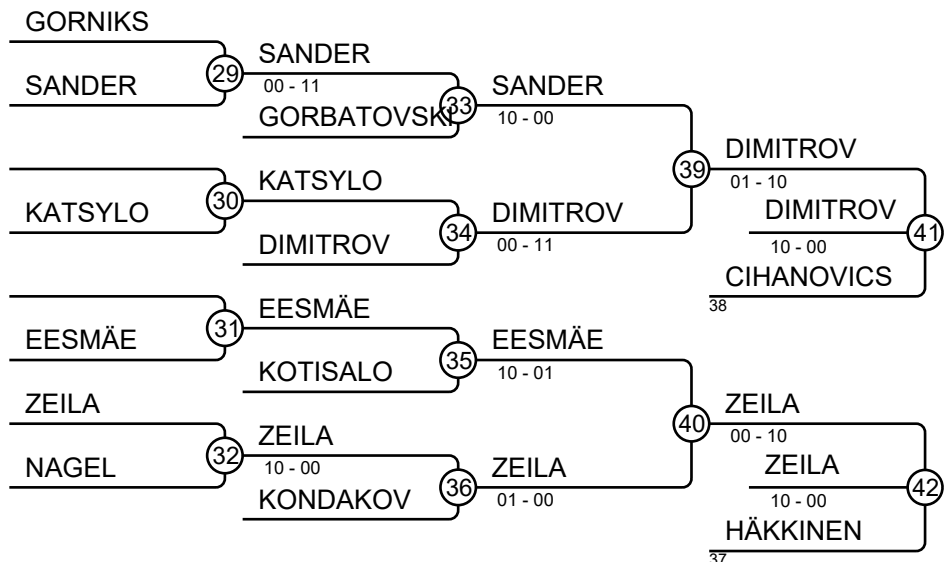 GORNIKS
SANDER
29
SANDER
00 - 11
GORBATOVSKI
33
SANDER
10 - 00
KATSYLO
30
KATSYLO
DIMITROV
34
DIMITROV
00 - 11
39
DIMITROV
01 - 10
DIMITROV
10 - 00
41
CIHANOVICS
38
EESMÄE
31
EESMÄE
KOTISALO
35
EESMÄE
10 - 01
ZEILA
NAGEL
32
ZEILA
10 - 00
KONDAKOV
36
ZEILA
01 - 00
40
ZEILA
00 - 10
ZEILA
10 - 00
42
HÄKKINEN
37